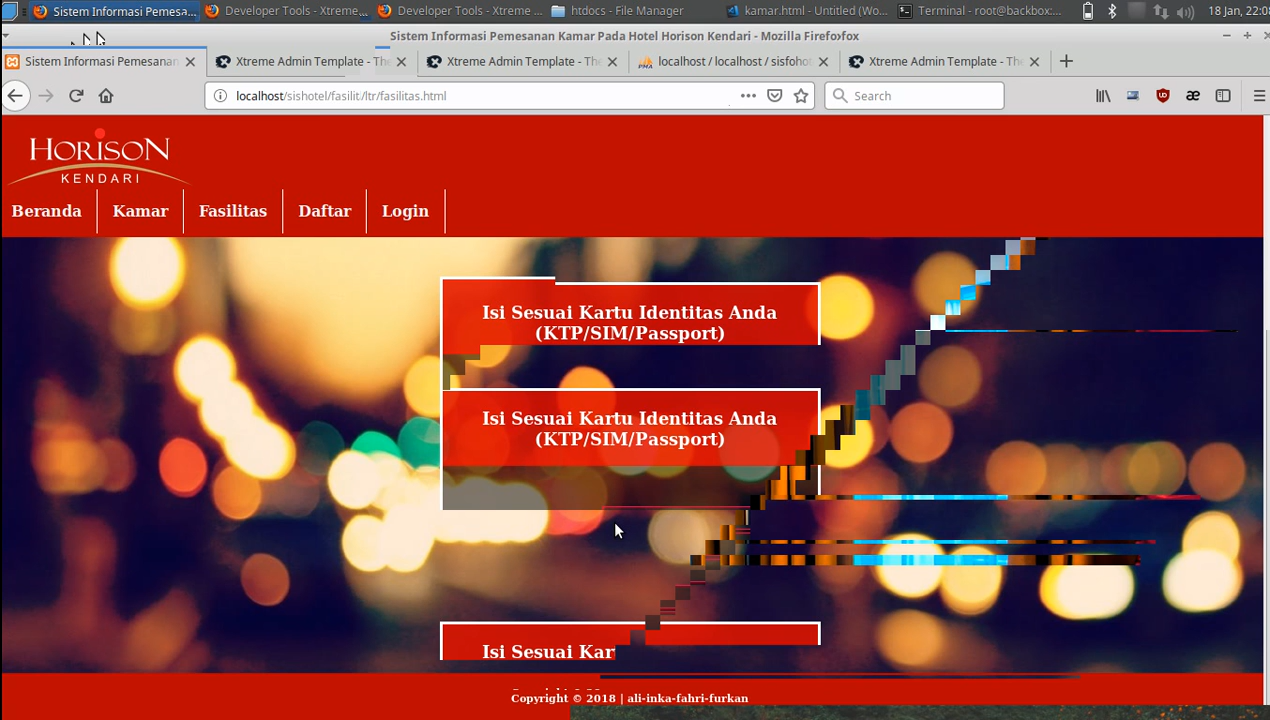 Sistem Informasi Pemesa...
Developer Tools - Xtreme...
Developer Tools - Xtreme ...
htdocs - File Manager
kamar.html - Untitled (Wo...
Terminal - root@backbox:...
18 Jan, 22:0
Sistem Informasi Pemesanan Kamar Pada Hotel Horison Kendari - Mozilla Firefoxfox
Sistem Informasi Pemesanan
Xtreme Admin Template - The
Xtreme Admin Template - The
localhost / localhost / sisfohot
Xtreme Admin Template - The
localhost/sishotel/fasilit/ltr/fasilitas.html
Search
HORISON
KENDARI
Beranda
Kamar
Fasilitas
Daftar
Login
Isi Sesuai Kartu Identitas Anda
(KTP/SIM/Passport)
Isi Sesuai Kartu Identitas Anda
(KTP/SIM/Passport)
Isi Sesuai Kar
Copyright © 2018 | ali-inka-fahri-furkan